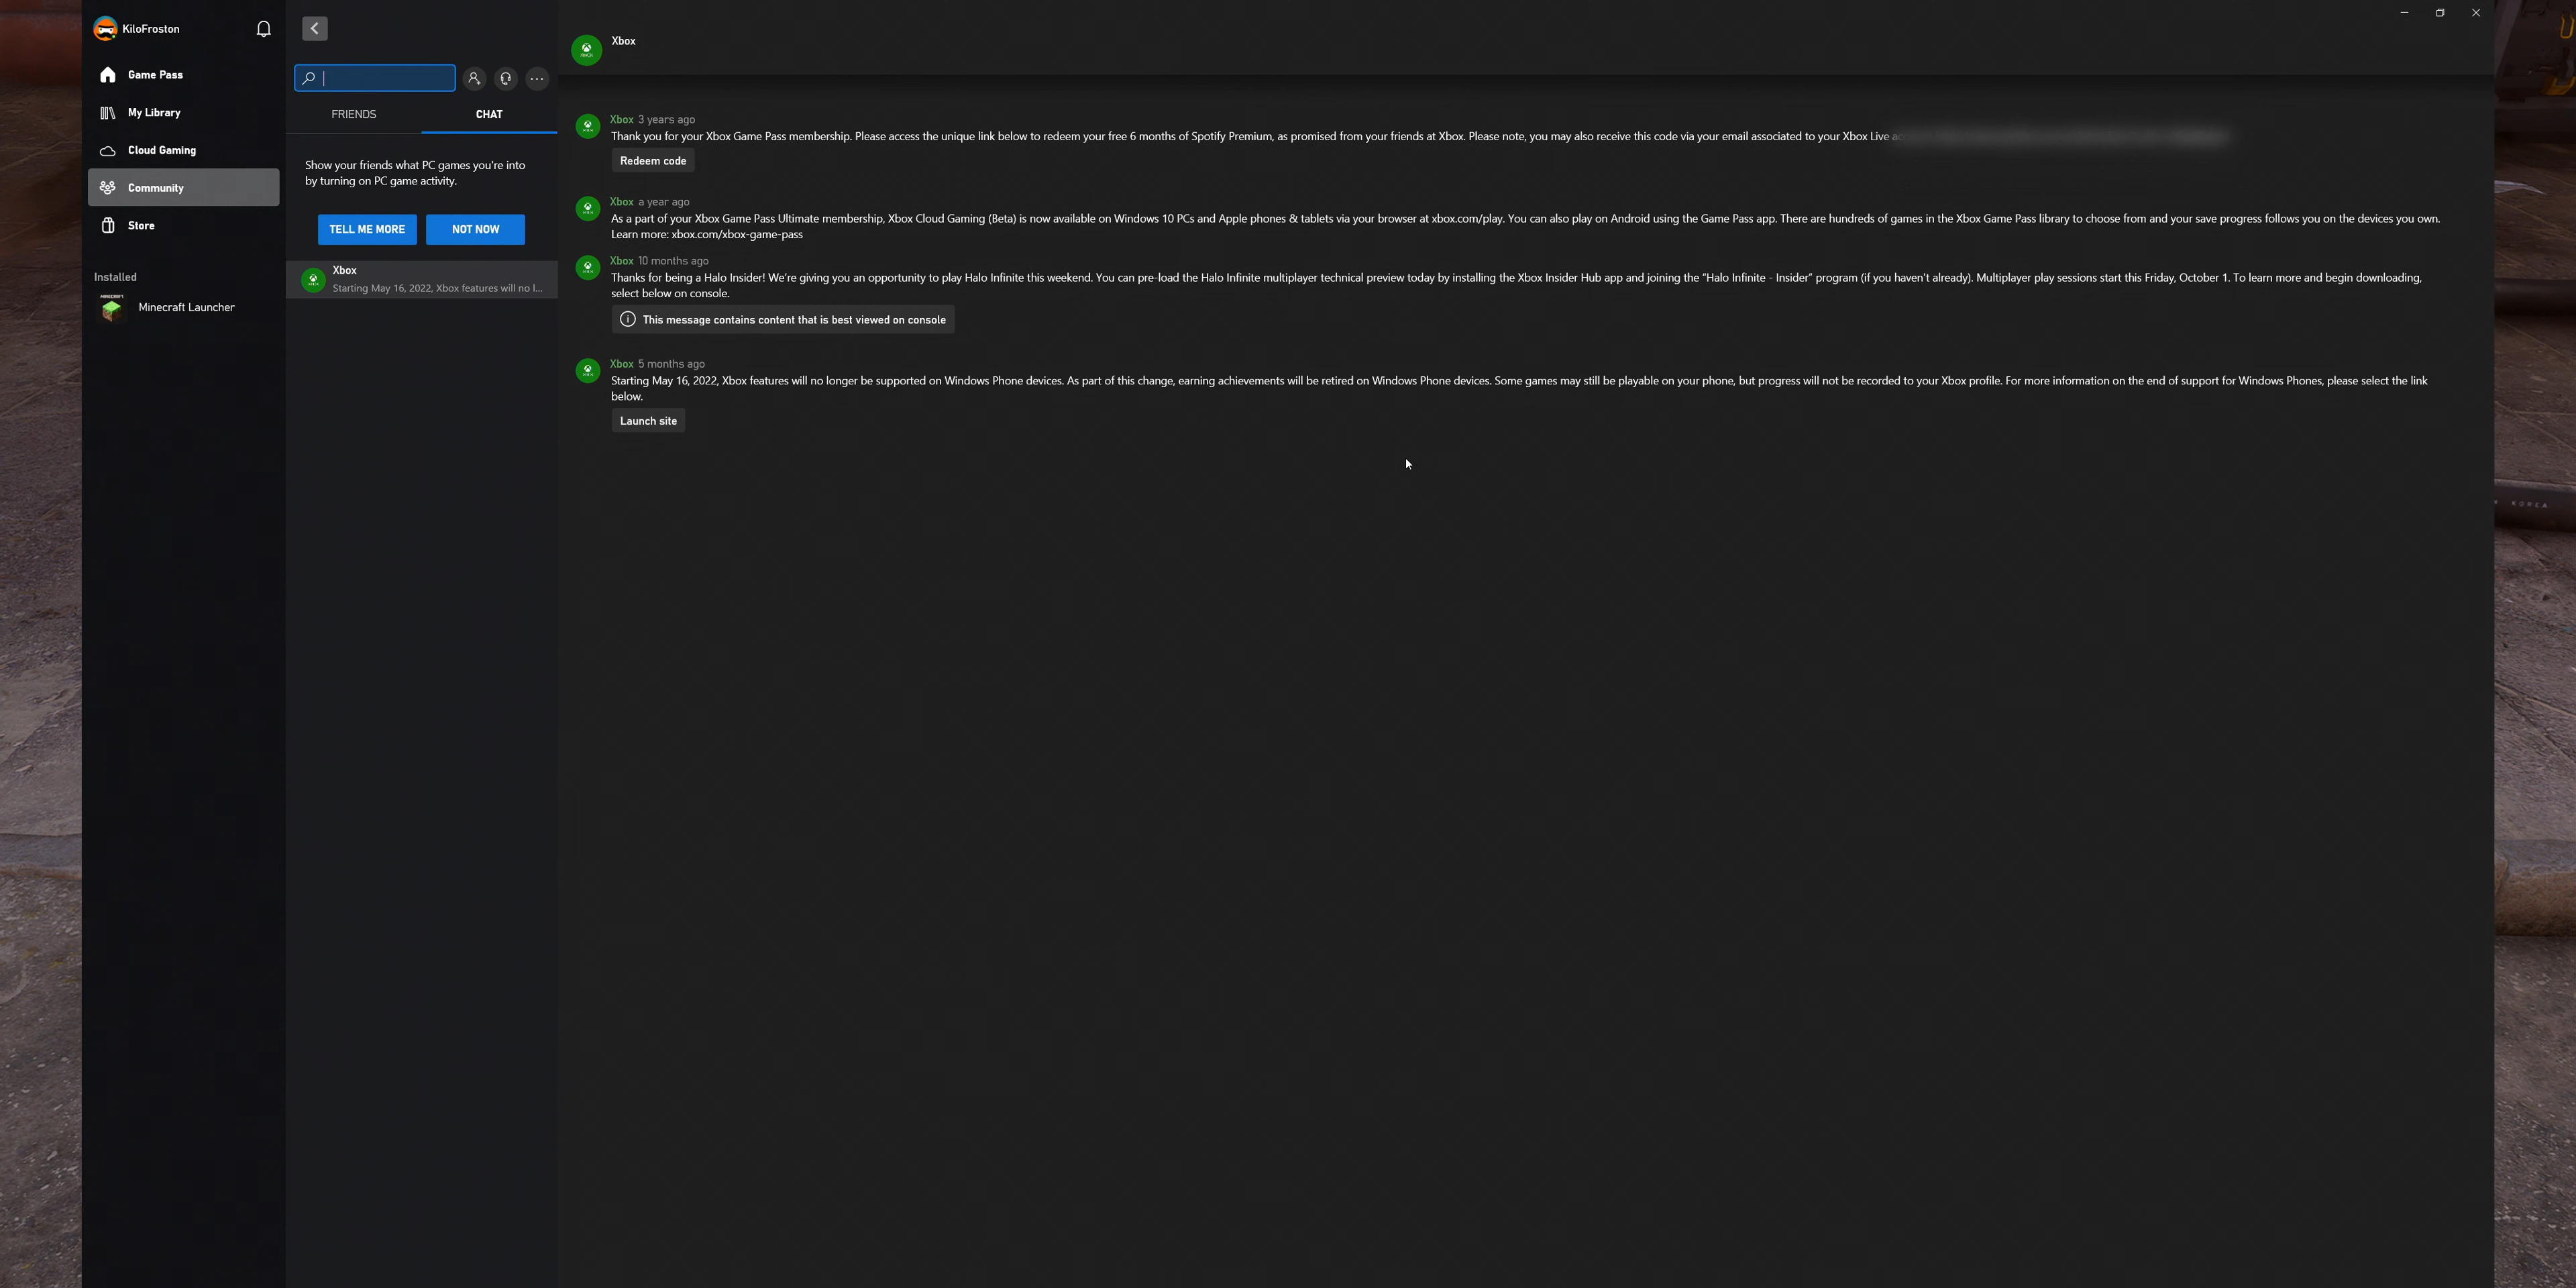 KiloFroston
Game Pass
My Library
Cloud Gaming
Community
Store
Installed
Minecraft Launcher
FRIENDS
CHAT
Show your friends what PC games you're into
by turning on PC game activity.
TELL ME MORE
NOT NOW
Xbox
Starting May 16, 2022, Xbox features will no l...
Xbox
Xbox 3 years ago
Thank you for your Xbox Game Pass membership. Please access the unique link below to redeem your free 6 months of Spotify Premium, as promised from your friends at Xbox. Please note, you may also receive this code via your email associated to your Xbox Live
Redeem code
Xbox a year ago
As a part of your Xbox Game Pass Ultimate membership, Xbox Cloud Gaming (Beta) is now available on Windows 10 PCs and Apple phones & tablets via your browser at xbox.com/play. You can also play on Android using the Game Pass app. There are hundreds of games in the Xbox Game Pass library to choose from and your save progress follows you on the devices you own.
Learn more: xbox.com/xbox-game-pass
Xbox 10 months ago
Thanks for being a Halo Insider! We're giving you an opportunity to play Halo Infinite this weekend. You can pre-load the Halo Infinite multiplayer technical preview today by installing the Xbox Insider Hub app and joining the "Halo Infinite - Insider" program (if you haven't already). Multiplayer play sessions start this Friday, October 1. To learn more and begin downloading,
select below on console.
This message contains content that is best viewed on console
Xbox 5 months ago
Starting May 16, 2022, Xbox features will no longer be supported on Windows Phone devices. As part of this change, earning achievements will be retired on Windows Phone devices. Some games may still be playable on your phone, but progress will not be recorded to your Xbox profile. For more information on the end of support for Windows Phones, please select the link
below.
Launch site
KOREA